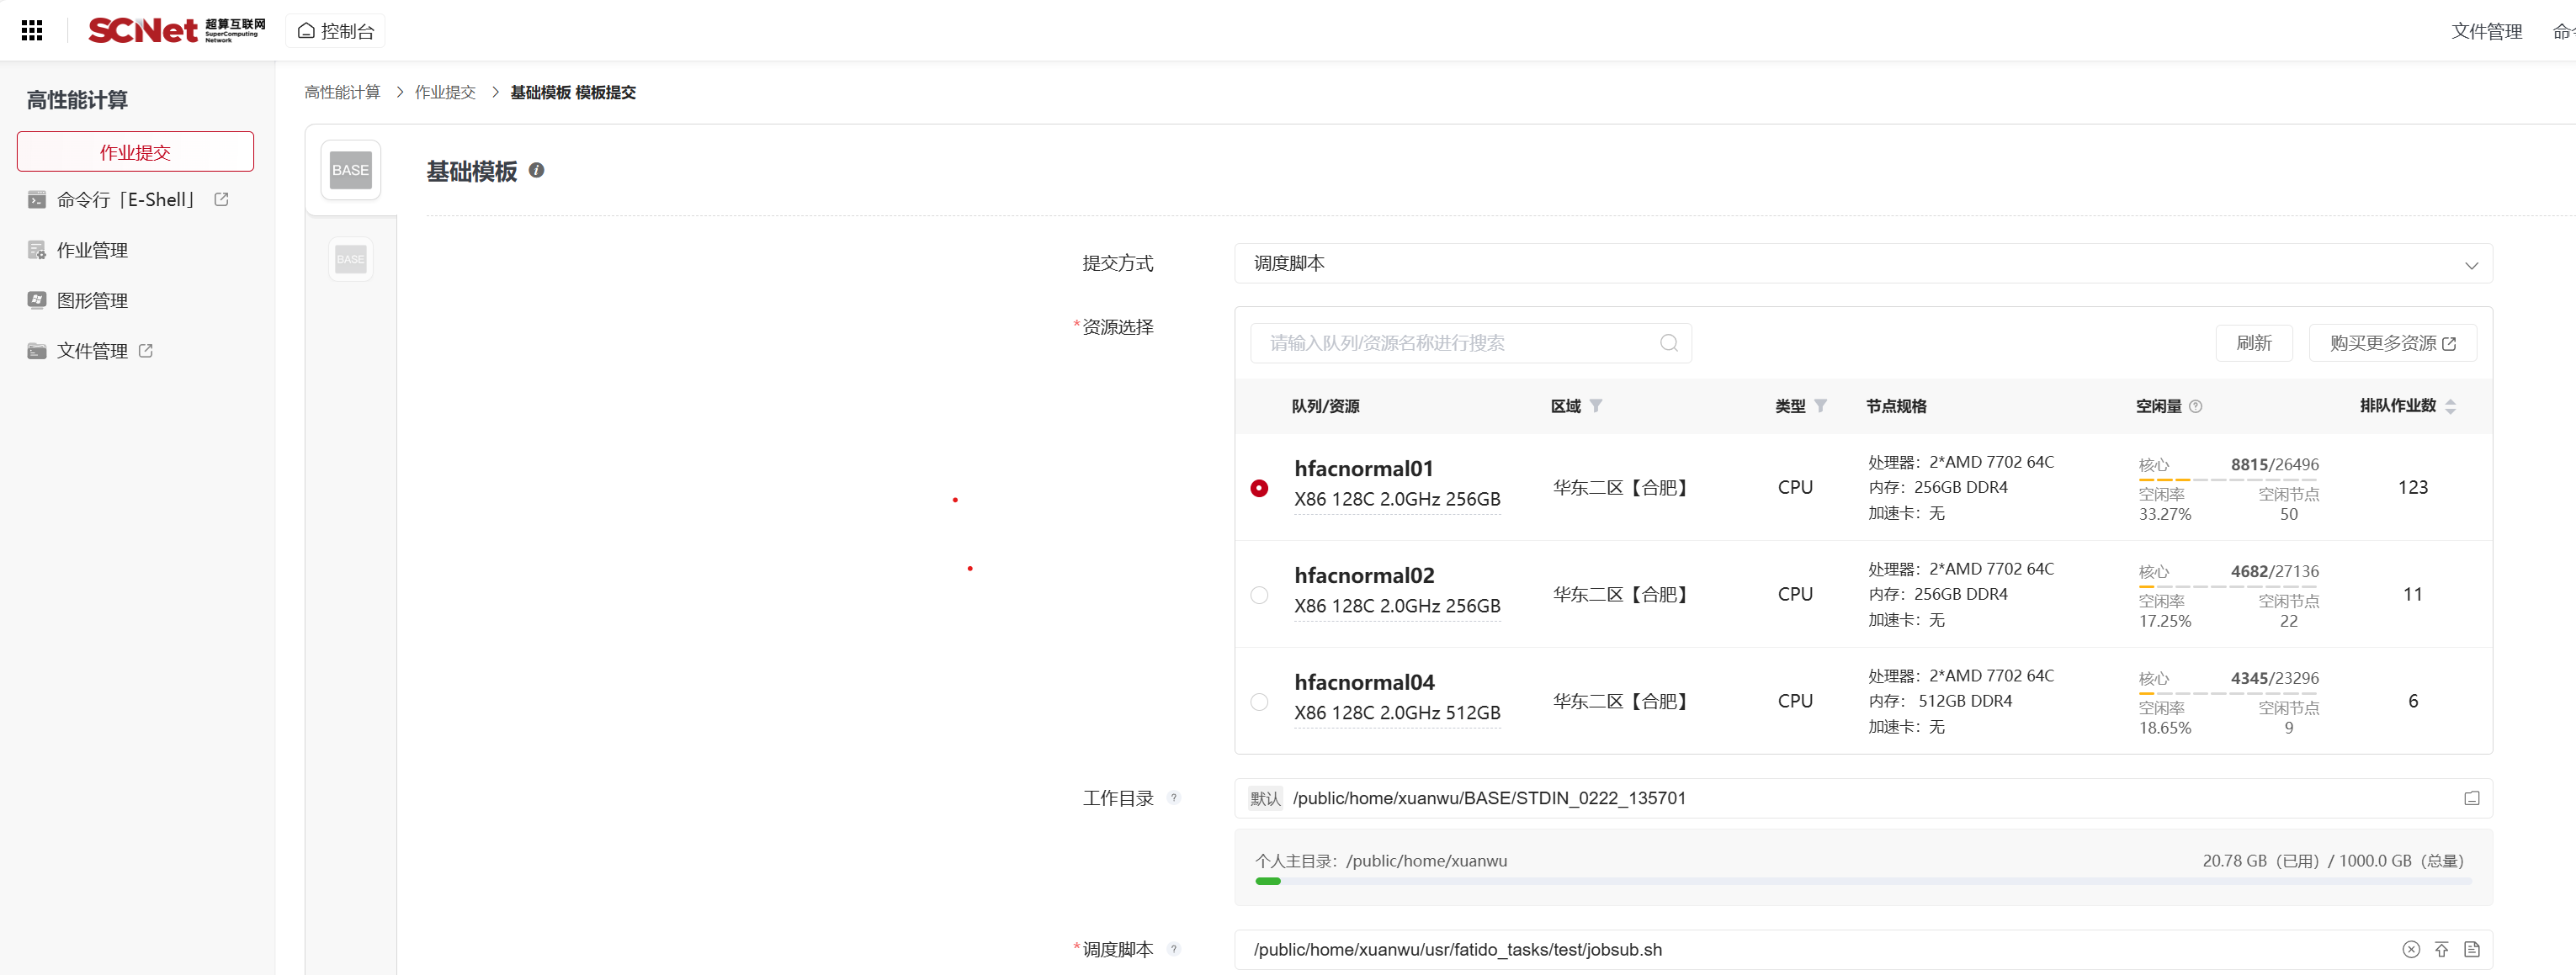 SCNet 超算互联网 SuperComputing Network
控制台
文件管理
高性能计算
作业提交
命令行「E-Shell」
作业管理
图形管理
文件管理
高性能计算 > 作业提交 > 基础模板 模板提交
BASE
基础模板
BASE
提交方式
调度脚本
*资源选择
请输入队列/资源名称进行搜索
刷新
购买更多资源
队列/资源 区域 类型 节点规格 空闲量 排队作业数
hfacnormal01
X86 128C 2.0GHz 256GB
华东二区【合肥】
CPU
处理器：2*AMD 7702 64C
内存：256GB DDR4
加速卡：无
核心 8815/26496
空闲率 空闲节点
33.27% 50
123
hfacnormal02
X86 128C 2.0GHz 256GB
华东二区【合肥】
CPU
处理器：2*AMD 7702 64C
内存：256GB DDR4
加速卡：无
核心 4682/27136
空闲率 空闲节点
17.25% 22
11
hfacnormal04
X86 128C 2.0GHz 512GB
华东二区【合肥】
CPU
处理器：2*AMD 7702 64C
内存： 512GB DDR4
加速卡：无
核心 4345/23296
空闲率 空闲节点
18.65% 9
6
工作目录 ?
默认 /public/home/xuanwu/BASE/STDIN_0222_135701
个人主目录：/public/home/xuanwu
20.78 GB（已用）/ 1000.0 GB（总量）
*调度脚本 ?
/public/home/xuanwu/usr/fatido_tasks/test/jobsub.sh